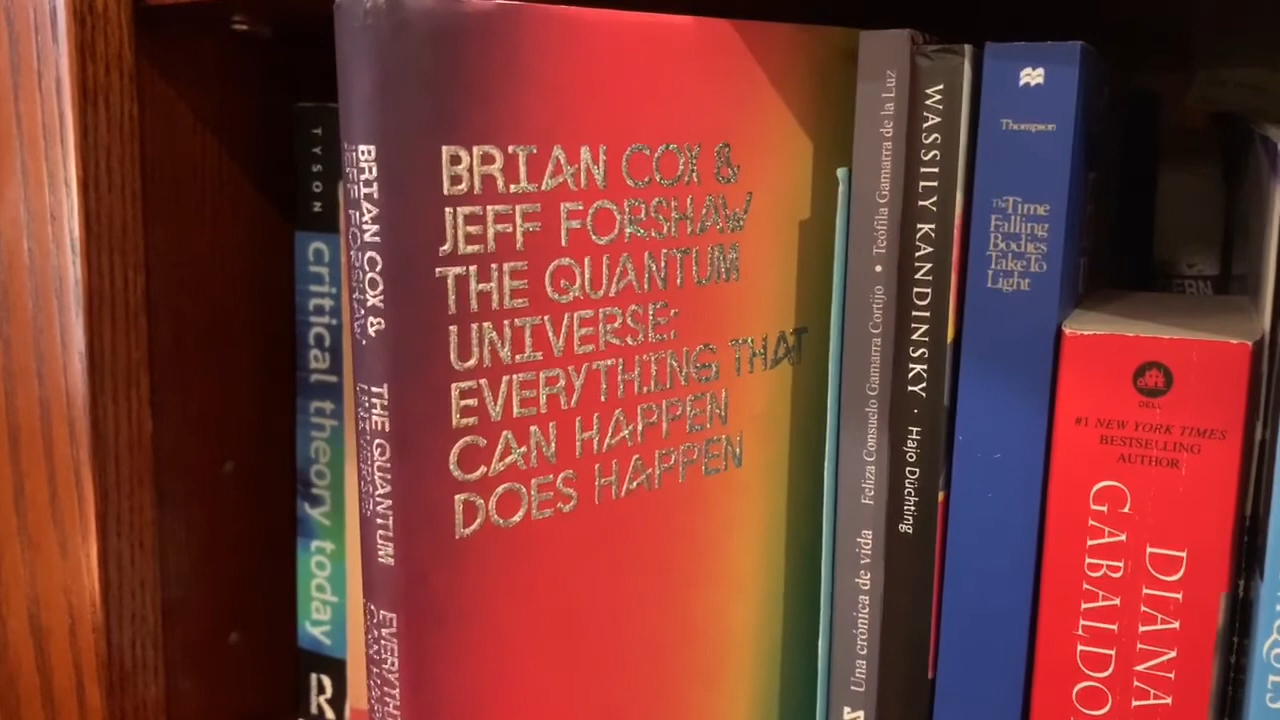 TYSON
critical theory today
BRIAN COX &
JEFF FORSHAW
THE QUANTUM
UNIVERSE:
BRIAN COX &
JEFF FORSHAW
THE QUANTUM
UNIVERSE:
EVERYTHING THAT
CAN HAPPEN
DOES HAPPEN
Una crónica de vida Feliza Consuelo Gamarra Cortijo • Teófila Gamarra de la Luz
WASSILY KANDINSKY · Hajo Düchting
Thompson
The Time
Falling
Bodies
Take To
Light
DELL
#1 NEW YORK TIMES
BESTSELLING
AUTHOR
DIANA
GABALDO